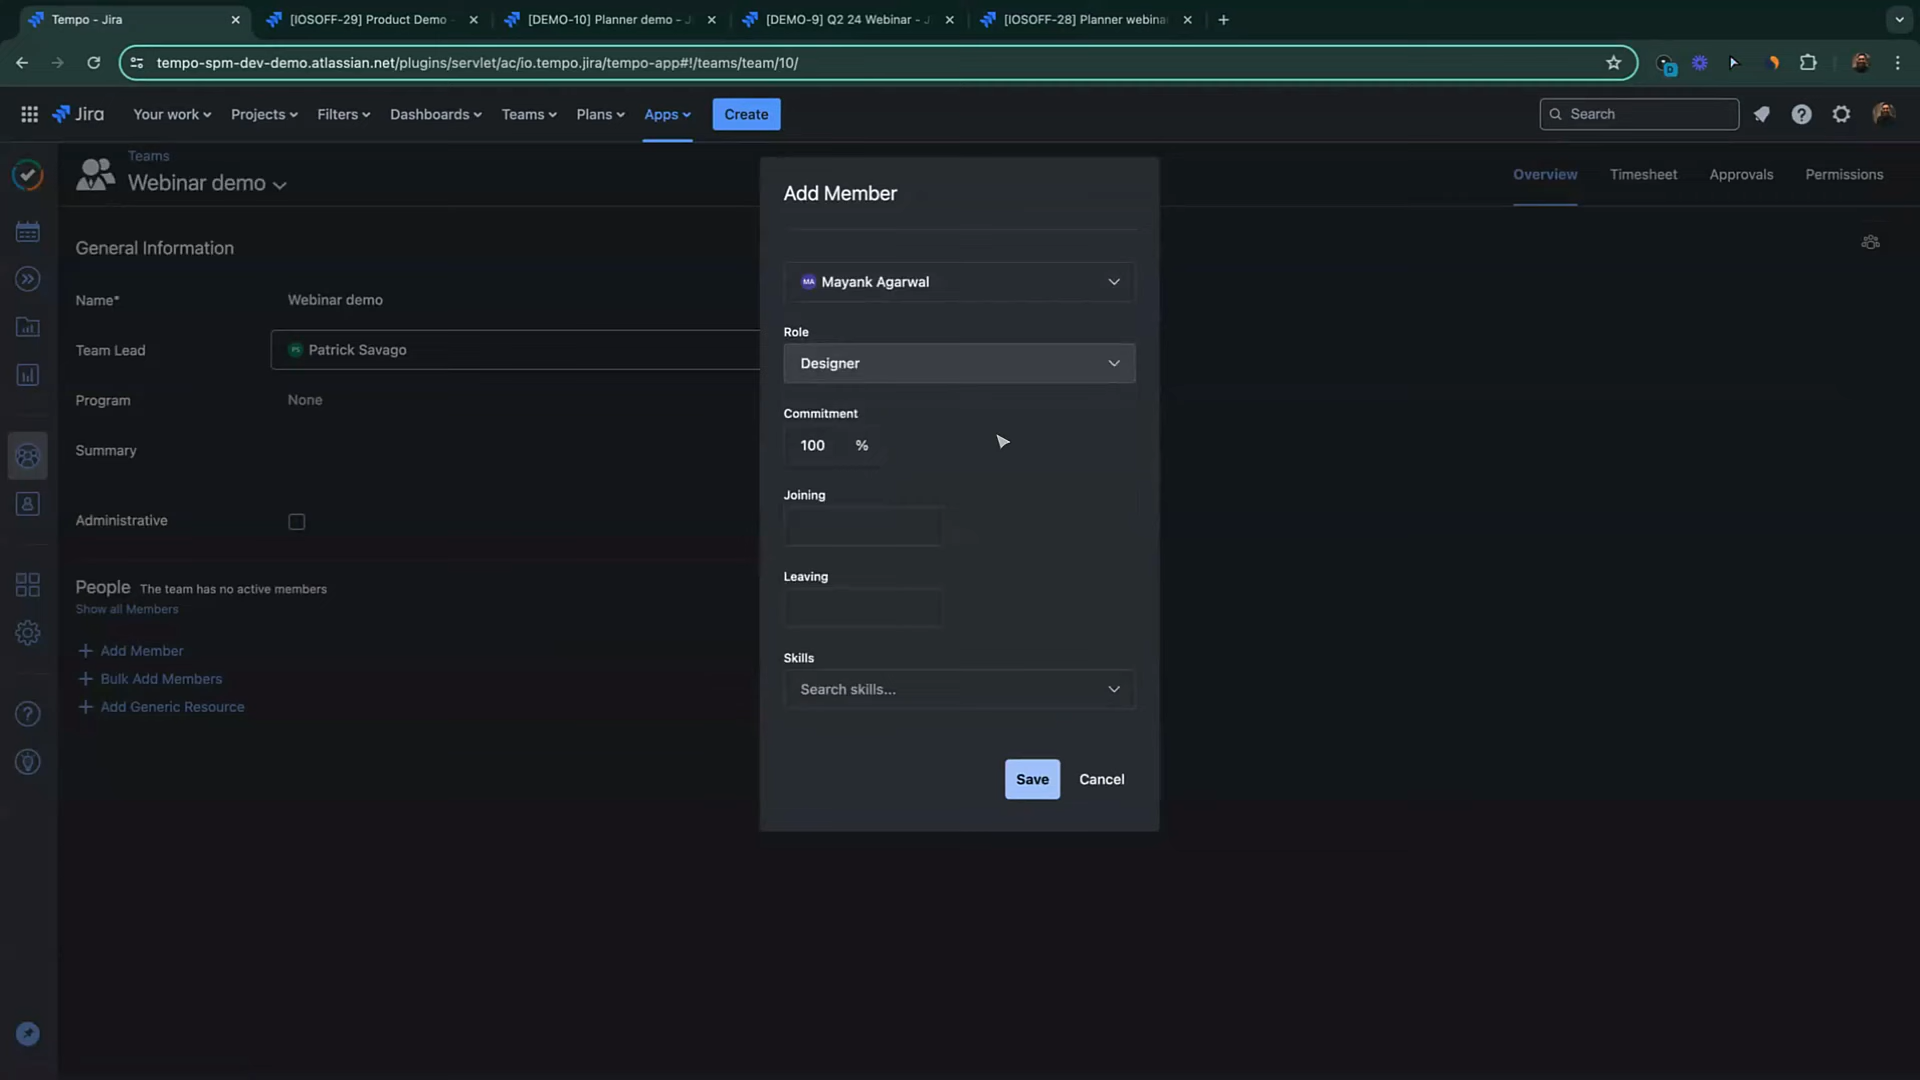 Tempo - Jira
[IOSOFF-29] Product Demo -
[DEMO-10] Planner demo - J
[DEMO-9] Q2 24 Webinar - J
[IOSOFF-28] Planner webina
tempo-spm-dev-demo.atlassian.net/plugins/servlet/ac/io.tempo.jira/tempo-app#!/teams/team/10/
Jira
Your work
Projects
Filters
Dashboards
Teams
Plans
Apps
Create
Search
Teams
Webinar demo
Overview
Timesheet
Approvals
Permissions
General Information
Name*
Webinar demo
Team Lead
PS Patrick Savago
Program
None
Summary
Administrative
People The team has no active members
Show all Members
Add Member
Bulk Add Members
Add Generic Resource
Add Member
MA Mayank Agarwal
Role
Designer
Commitment
100 %
Joining
Leaving
Skills
Search skills...
Save
Cancel